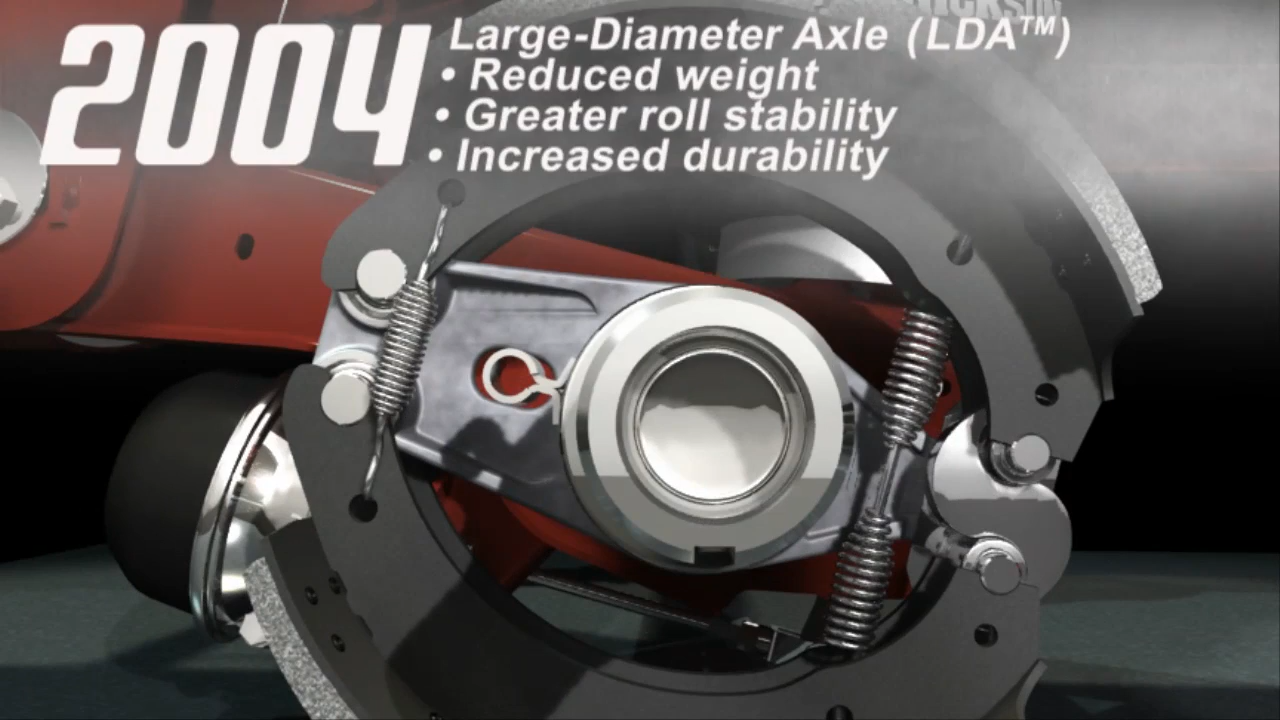 2004
Large-Diameter Axle (LDA™)
• Reduced weight
• Greater roll stability
• Increased durability